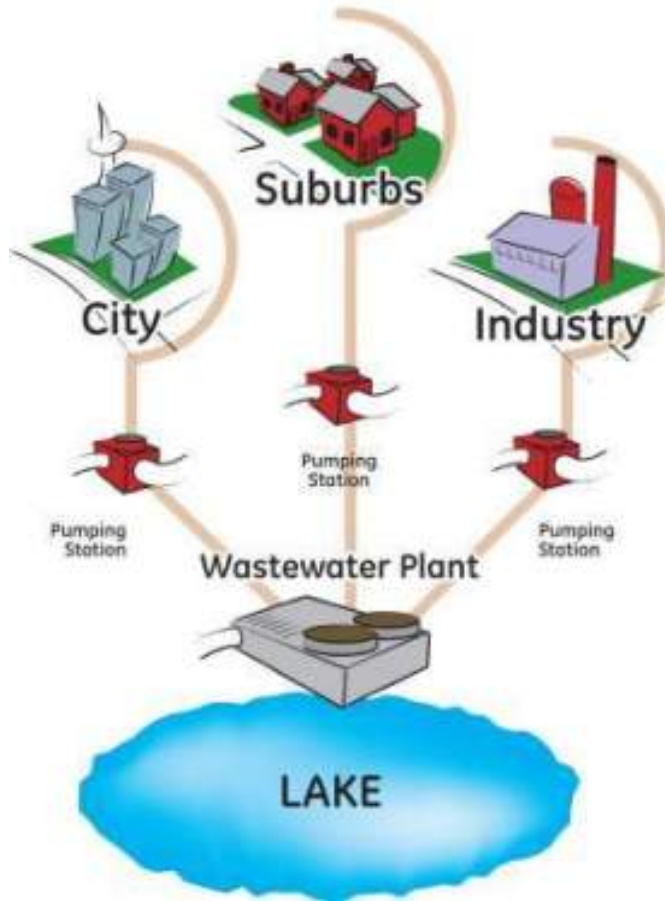 Suburbs
City
Industry
Pumping
Station
Pumping
Station
Pumping
Station
Wastewater Plant
LAKE